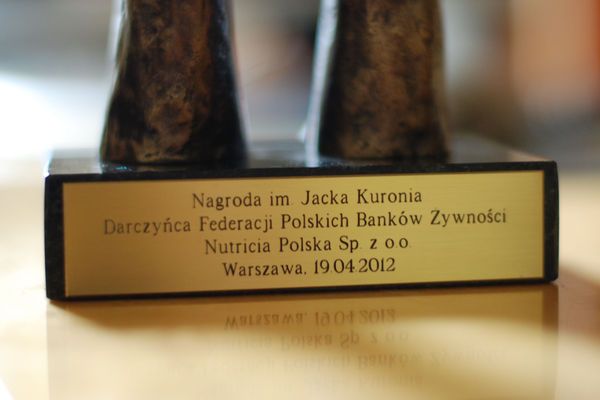 Nagroda im. Jacka Kuronia
Darczyńca Federacji Polskich Banków Żywności
Nutricia Polska Sp. z o.o.
Warszawa, 19.04.2012